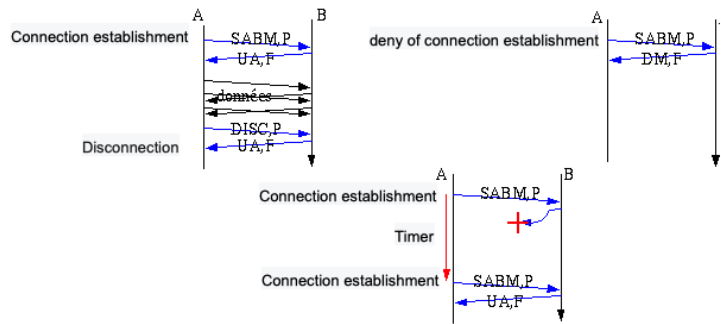 A B
Connection establishment SABM,P
UA,F
données
DISC,P
Disconnection UA,F
A
deny of connection establishment SABM,P
DM,F
A B
Connection establishment SABM,P
Timer
Connection establishment SABM,P
UA,F